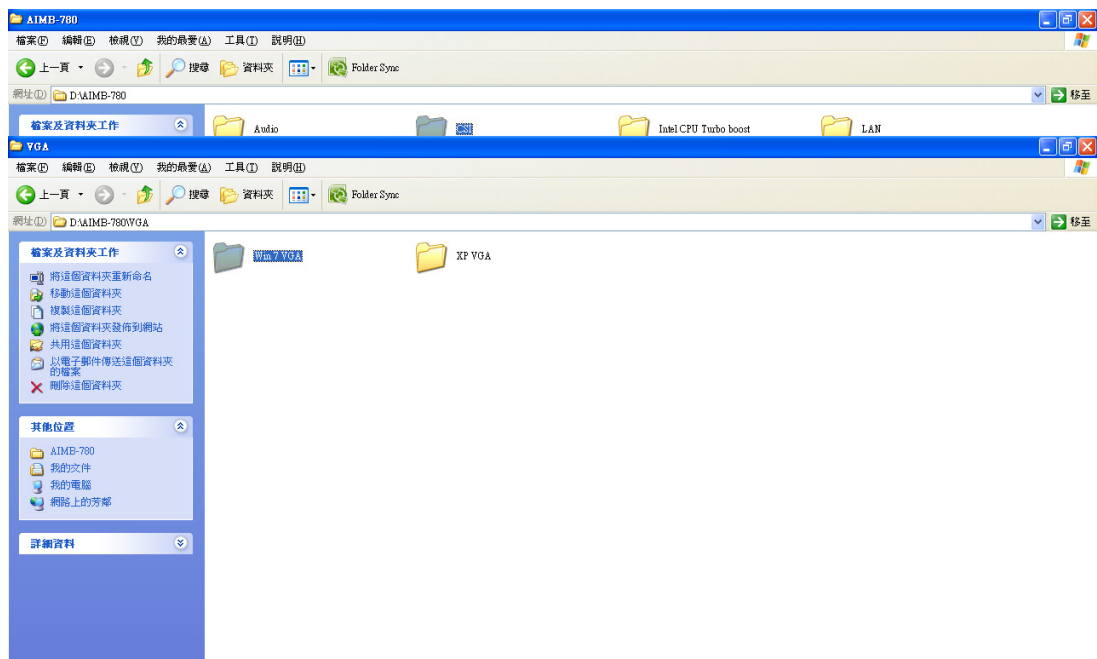 AIMB-780
檔案(F) 編輯(E) 檢視(V) 我的最愛(A) 工具(T) 說明(H)
上一頁 搜尋 資料夾 Folder Sync
網址(D) D:\AIMB-780 移至
檔案及資料夾工作 Audio CSI Intel CPU Turbo boost LAN
VGA
檔案(F) 編輯(E) 檢視(V) 我的最愛(A) 工具(T) 說明(H)
上一頁 搜尋 資料夾 Folder Sync
網址(D) D:\AIMB-780\VGA 移至
檔案及資料夾工作 Win 7 VGA XP VGA
將這個資料夾重新命名
移動這個資料夾
複製這個資料夾
將這個資料夾發佈到網站
共用這個資料夾
以電子郵件傳送這個資料夾
的檔案
刪除這個資料夾
其他位置
AIMB-780
我的文件
我的電腦
網路上的芳鄰
詳細資料